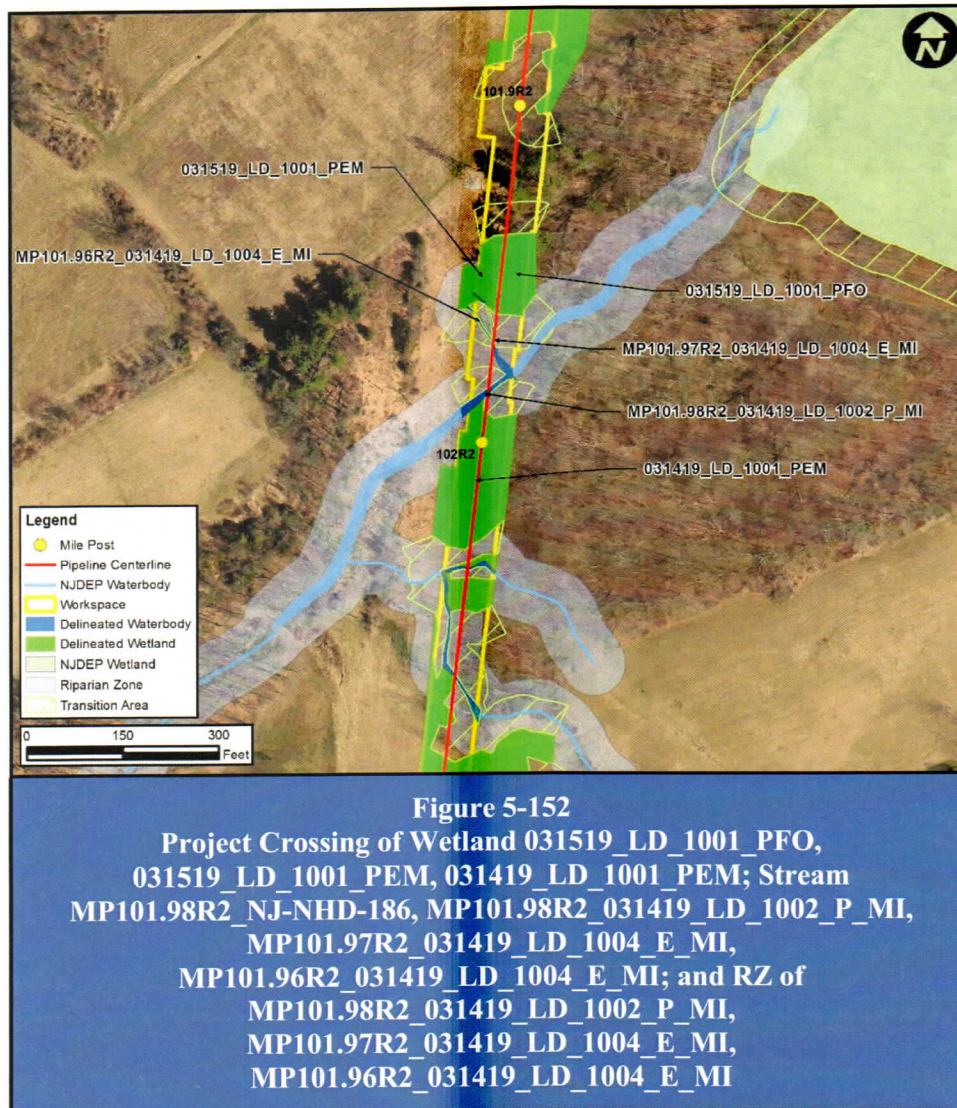 N
101.9R2
031519_LD_1001_PEM
MP101.96R2_031419_LD_1004_E_MI
031519_LD_1001_PFO
MP101.97R2_031419_LD_1004_E_MI
MP101.98R2_031419_LD_1002_P_MI
102R2
031419_LD_1001_PEM
Legend
Mile Post
Pipeline Centerline
NJDEP Waterbody
Workspace
Delineated Waterbody
Delineated Wetland
NJDEP Wetland
Riparian Zone
Transition Area
0 150 300
Feet
Figure 5-152
Project Crossing of Wetland 031519_LD_1001_PFO,
031519_LD_1001_PEM, 031419_LD_1001_PEM; Stream
MP101.98R2_NJ-NHD-186, MP101.98R2_031419_LD_1002_P_MI,
MP101.97R2_031419_LD_1004_E_MI,
MP101.96R2_031419_LD_1004_E_MI; and RZ of
MP101.98R2_031419_LD_1002_P_MI,
MP101.97R2_031419_LD_1004_E_MI,
MP101.96R2_031419_LD_1004_E_MI